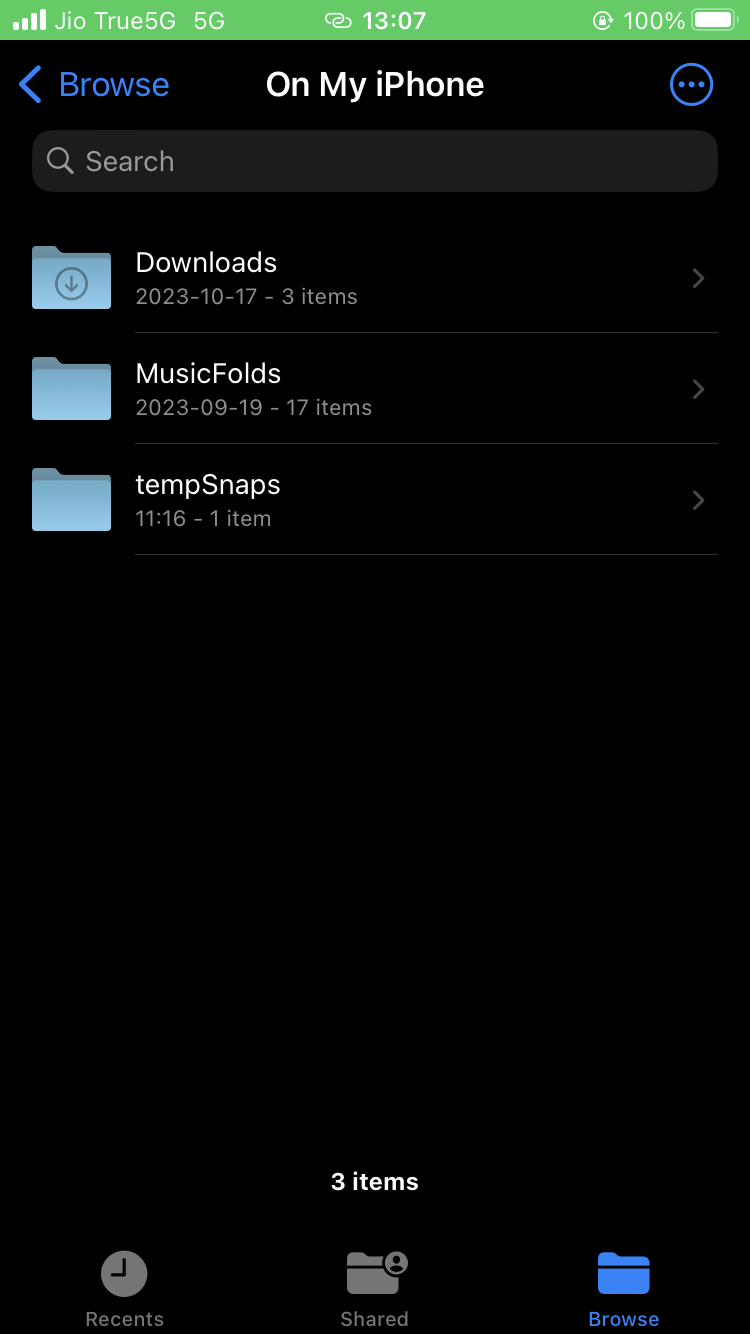 Jio True5G 5G 13:07 100%
Browse On My iPhone
Search
Downloads
2023-10-17 - 3 items
MusicFolds
2023-09-19 - 17 items
tempSnaps
11:16 - 1 item
3 items
Recents Shared Browse